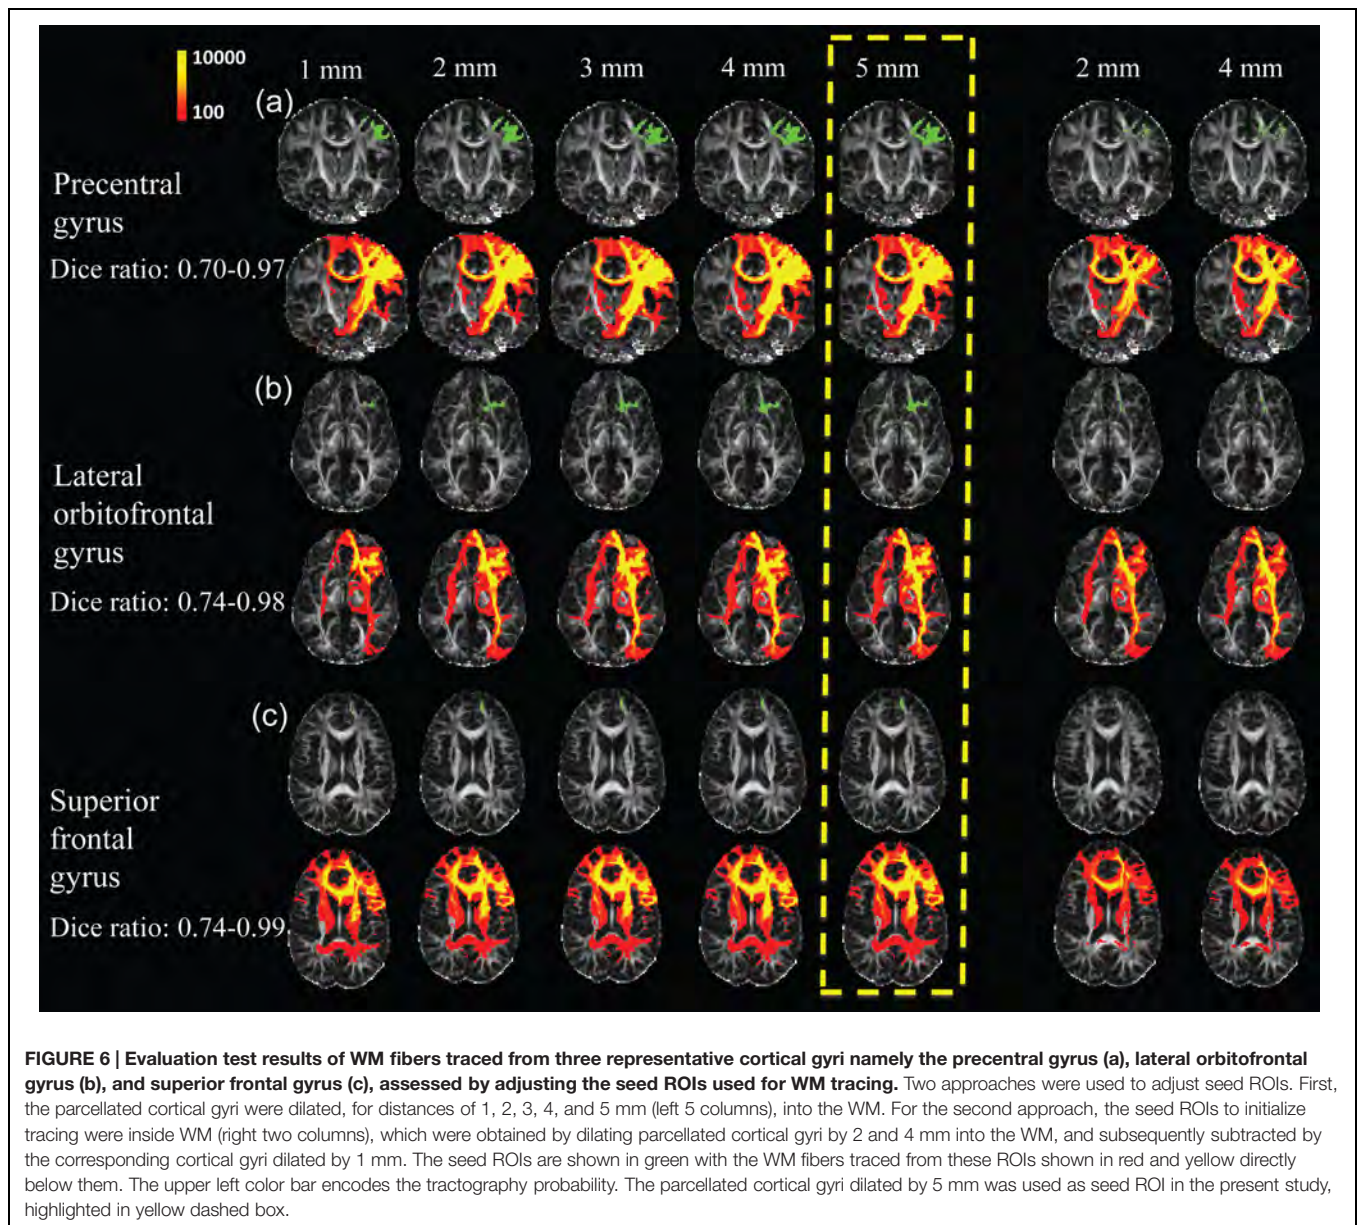 10000
100
1 mm
2 mm
3 mm
4 mm
5 mm
2 mm
4 mm
(a)
Precentral
gyrus
Dice ratio: 0.70-0.97
(b)
Lateral
orbitofrontal
gyrus
Dice ratio: 0.74-0.98
(c)
Superior
frontal
gyrus
Dice ratio: 0.74-0.99
FIGURE 6 | Evaluation test results of WM fibers traced from three representative cortical gyri namely the precentral gyrus (a), lateral orbitofrontal
gyrus (b), and superior frontal gyrus (c), assessed by adjusting the seed ROIs used for WM tracing. Two approaches were used to adjust seed ROIs. First,
the parcellated cortical gyri were dilated, for distances of 1, 2, 3, 4, and 5 mm (left 5 columns), into the WM. For the second approach, the seed ROIs to initialize
tracing were inside WM (right two columns), which were obtained by dilating parcellated cortical gyri by 2 and 4 mm into the WM, and subsequently subtracted by
the corresponding cortical gyri dilated by 1 mm. The seed ROIs are shown in green with the WM fibers traced from these ROIs shown in red and yellow directly
below them. The upper left color bar encodes the tractography probability. The parcellated cortical gyri dilated by 5 mm was used as seed ROI in the present study,
highlighted in yellow dashed box.